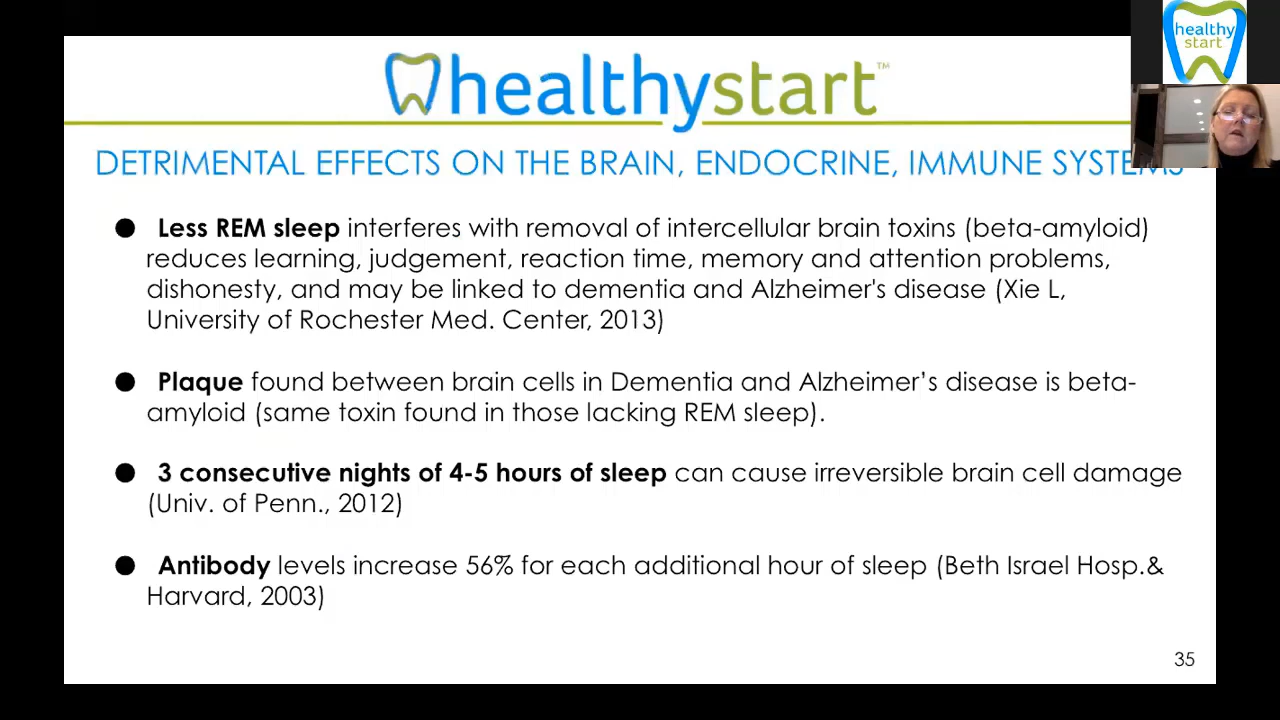 healthystart™
healthy
start
DETRIMENTAL EFFECTS ON THE BRAIN, ENDOCRINE, IMMUNE SYSTEMS
● Less REM sleep interferes with removal of intercellular brain toxins (beta-amyloid)
reduces learning, judgement, reaction time, memory and attention problems,
dishonesty, and may be linked to dementia and Alzheimer's disease (Xie L,
University of Rochester Med. Center, 2013)
● Plaque found between brain cells in Dementia and Alzheimer’s disease is beta-
amyloid (same toxin found in those lacking REM sleep).
● 3 consecutive nights of 4-5 hours of sleep can cause irreversible brain cell damage
(Univ. of Penn., 2012)
● Antibody levels increase 56% for each additional hour of sleep (Beth Israel Hosp.&
Harvard, 2003)
35